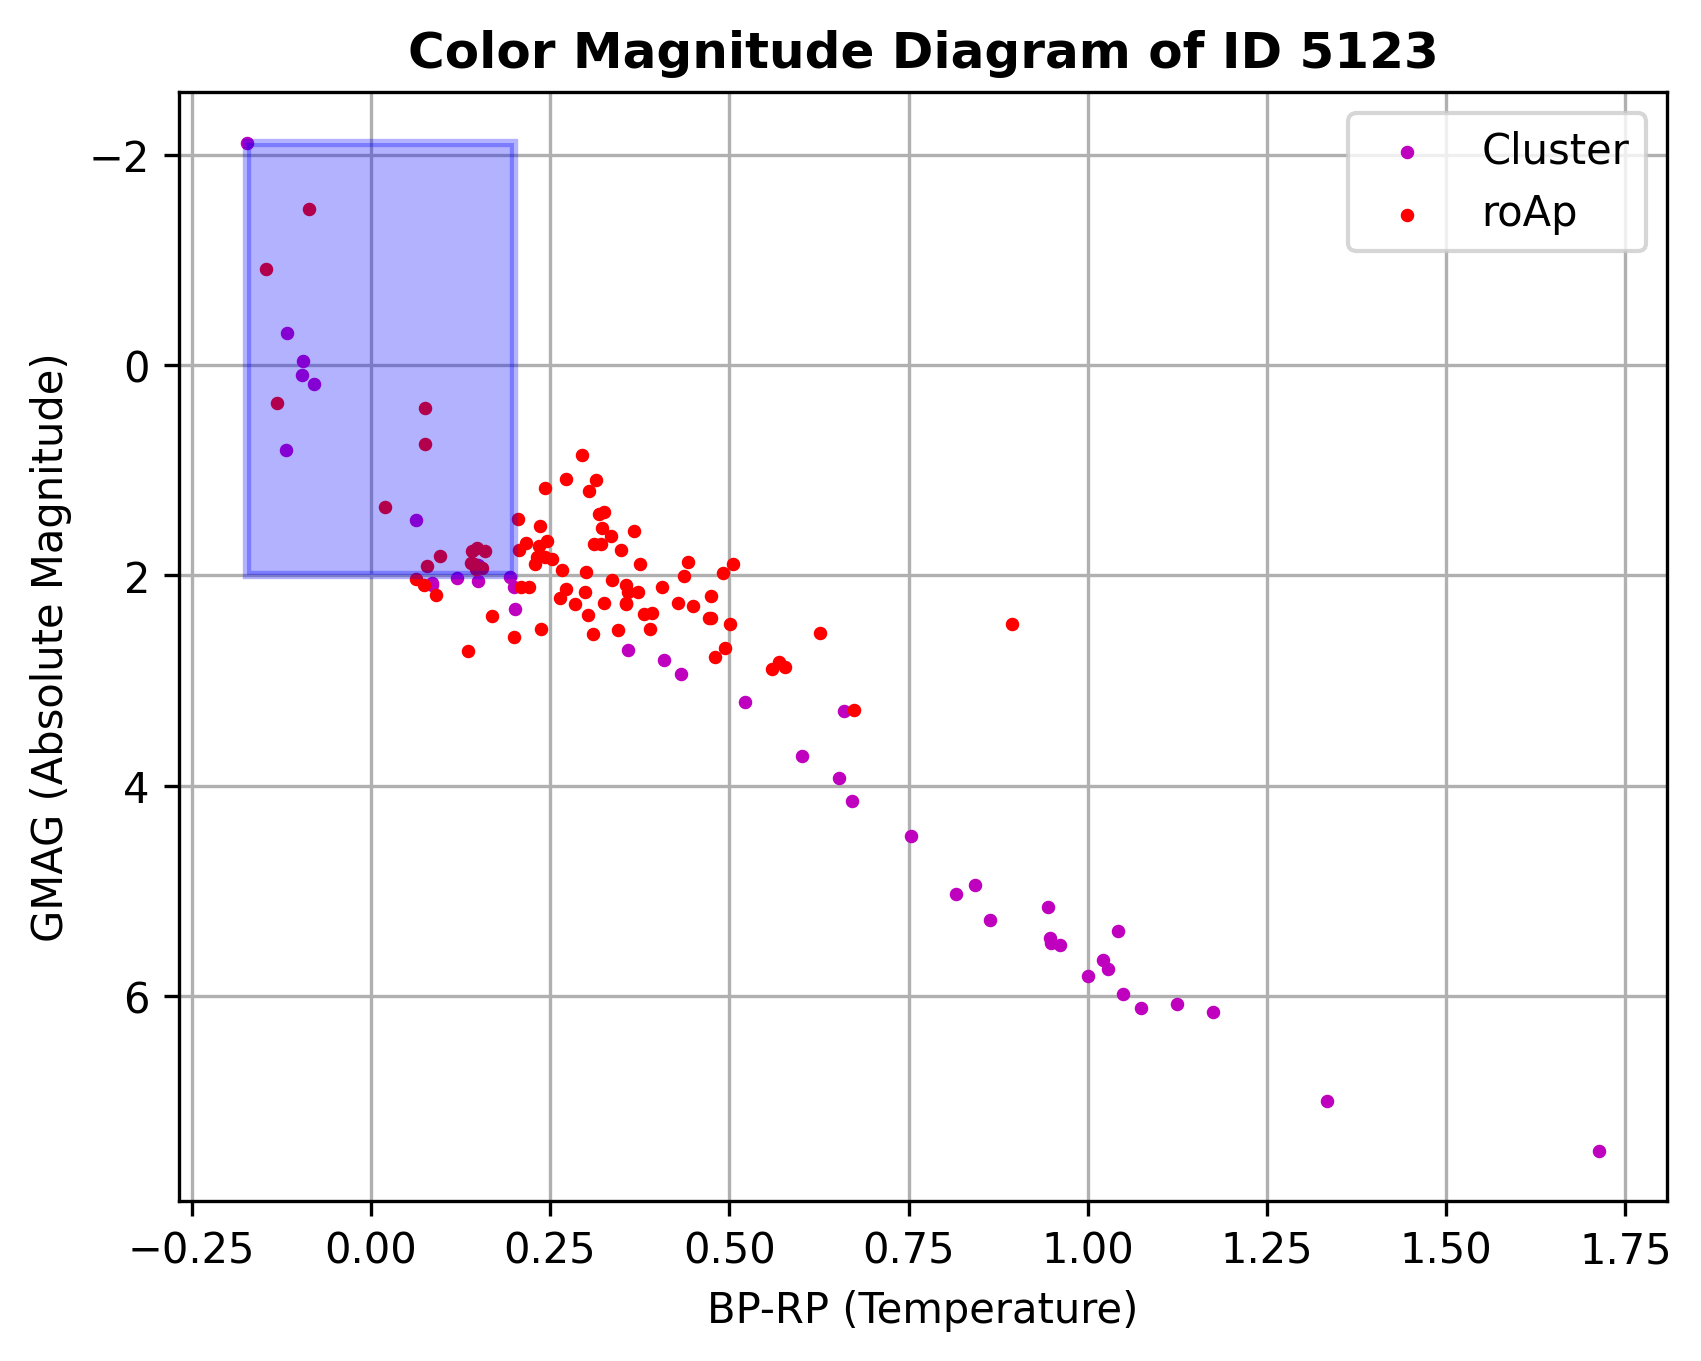 Color Magnitude Diagram of ID 5123
Cluster
roAp
−2
0
2
4
6
GMAG (Absolute Magnitude)
−0.25 0.00 0.25 0.50 0.75 1.00 1.25 1.50 1.75
BP-RP (Temperature)